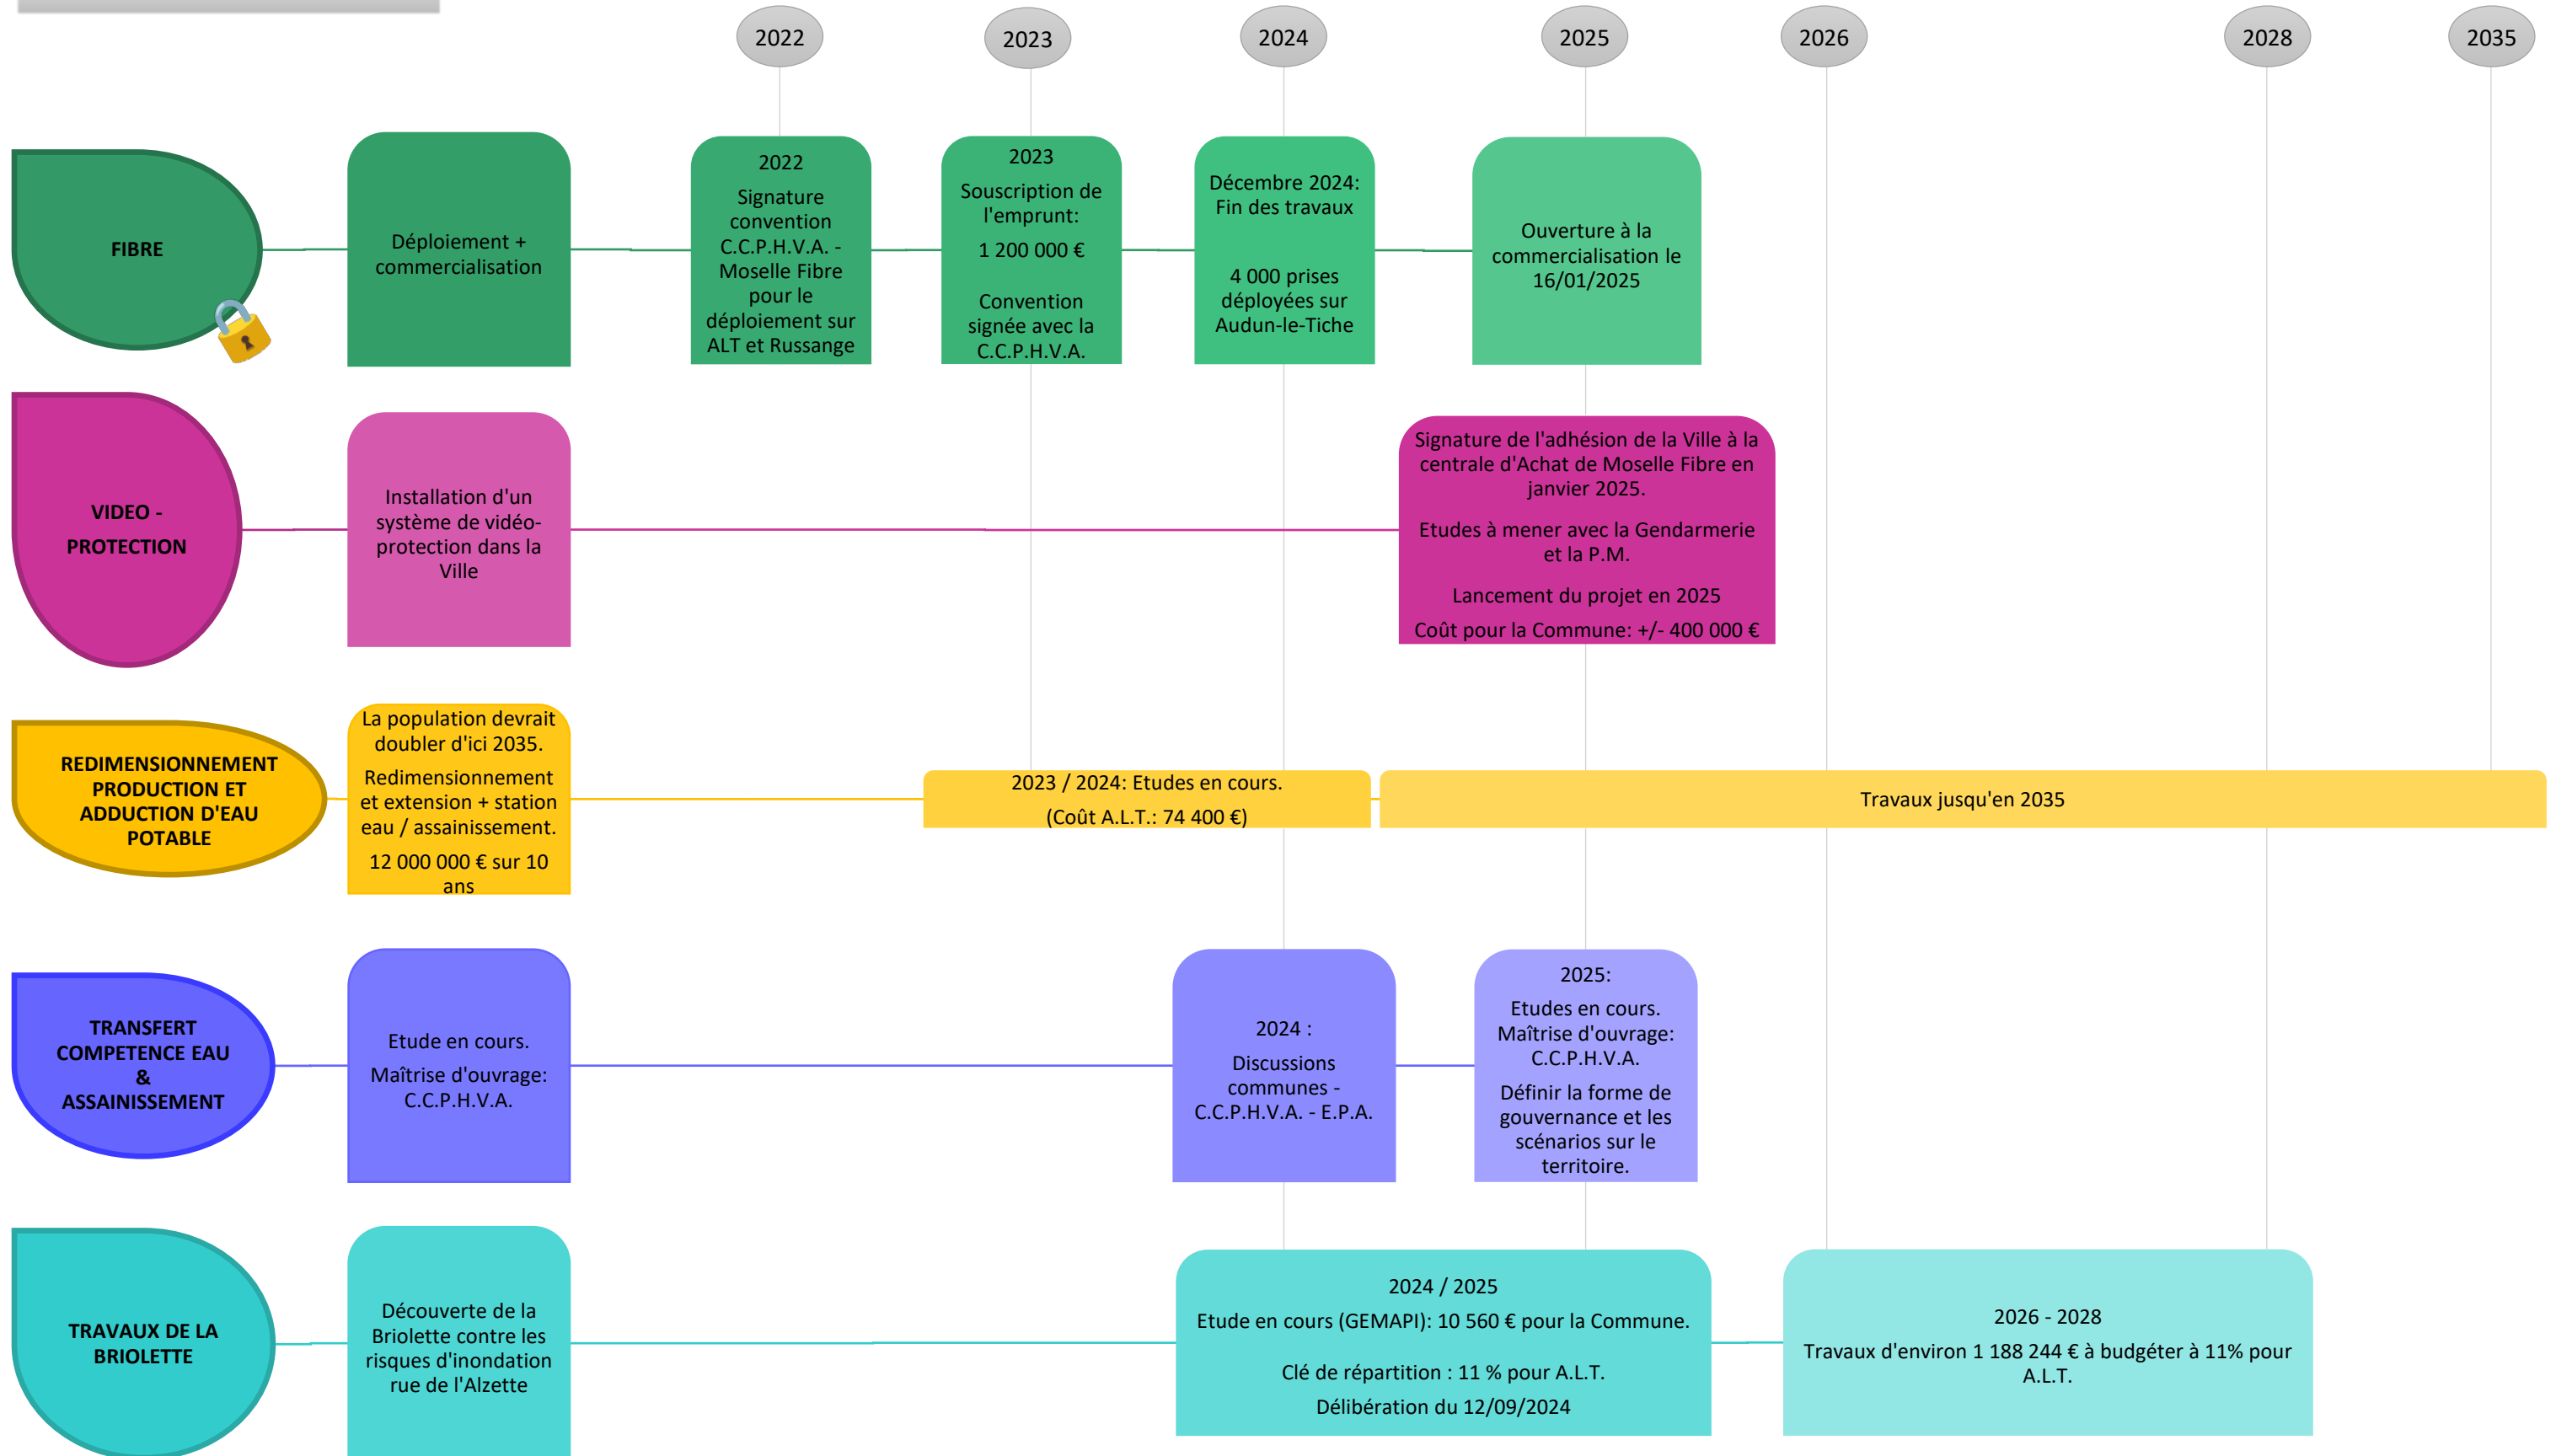 2022
2023
2024
2025
2026
2028
2035
FIBRE
Déploiement +
commercialisation
2022
Signature
convention
C.C.P.H.V.A. -
Moselle Fibre
pour le
déploiement sur
ALT et Russange
2023
Souscription de
l'emprunt:
1 200 000 €
Convention
signée avec la
C.C.P.H.V.A.
Décembre 2024:
Fin des travaux
4 000 prises
déployées sur
Audun-le-Tiche
Ouverture à la
commercialisation le
16/01/2025
VIDEO -
PROTECTION
Installation d'un
système de vidéo-
protection dans la
Ville
Signature de l'adhésion de la Ville à la
centrale d'Achat de Moselle Fibre en
janvier 2025.
Etudes à mener avec la Gendarmerie
et la P.M.
Lancement du projet en 2025
Coût pour la Commune: +/- 400 000 €
REDIMENSIONNEMENT
PRODUCTION ET
ADDUCTION D'EAU
POTABLE
La population devrait
doubler d'ici 2035.
Redimensionnement
et extension + station
eau / assainissement.
12 000 000 € sur 10
ans
2023 / 2024: Etudes en cours.
(Coût A.L.T.: 74 400 €)
Travaux jusqu'en 2035
TRANSFERT
COMPETENCE EAU
&
ASSAINISSEMENT
Etude en cours.
Maîtrise d'ouvrage:
C.C.P.H.V.A.
2024 :
Discussions
communes -
C.C.P.H.V.A. - E.P.A.
2025:
Etudes en cours.
Maîtrise d'ouvrage:
C.C.P.H.V.A.
Définir la forme de
gouvernance et les
scénarios sur le
territoire.
TRAVAUX DE LA
BRIOLETTE
Découverte de la
Briolette contre les
risques d'inondation
rue de l'Alzette
2024 / 2025
Etude en cours (GEMAPI): 10 560 € pour la Commune.
Clé de répartition : 11 % pour A.L.T.
Délibération du 12/09/2024
2026 - 2028
Travaux d'environ 1 188 244 € à budgéter à 11% pour
A.L.T.